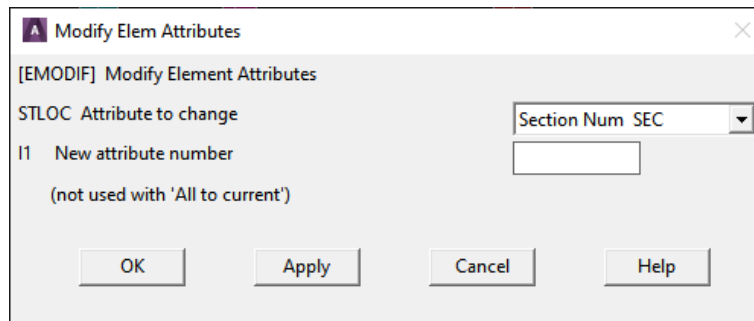 Modify Elem Attributes
[EMODIF]  Modify Element Attributes
STLOC  Attribute to change
Section Num  SEC
I1    New attribute number
(not used with 'All to current')
OK Apply Cancel Help